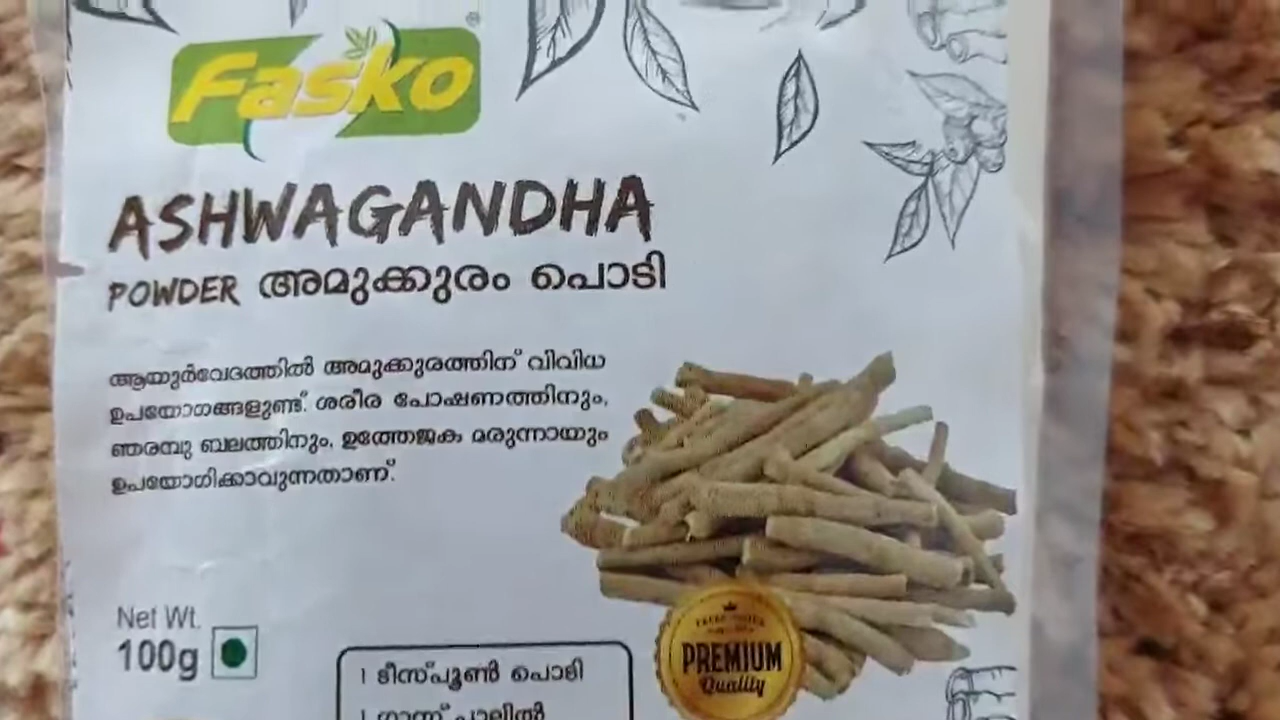 Fasko
ASHWAGANDHA
POWDER അമുക്കുരം പൊടി
ആയുർവേദത്തിൽ അമുക്കുരത്തിന് വിവിധ
ഉപയോഗങ്ങളുണ്ട്. ശരീര പോഷണത്തിനും,
ഞരമ്പു ബലത്തിനും, ഉത്തേജക മരുന്നായും
ഉപയോഗിക്കാവുന്നതാണ്.
Net Wt.
100g
1 ടീസ്പൂൺ പൊടി
1 ഗ്ലാസ്സ് പാലിൽ
PREMIUM
Quality